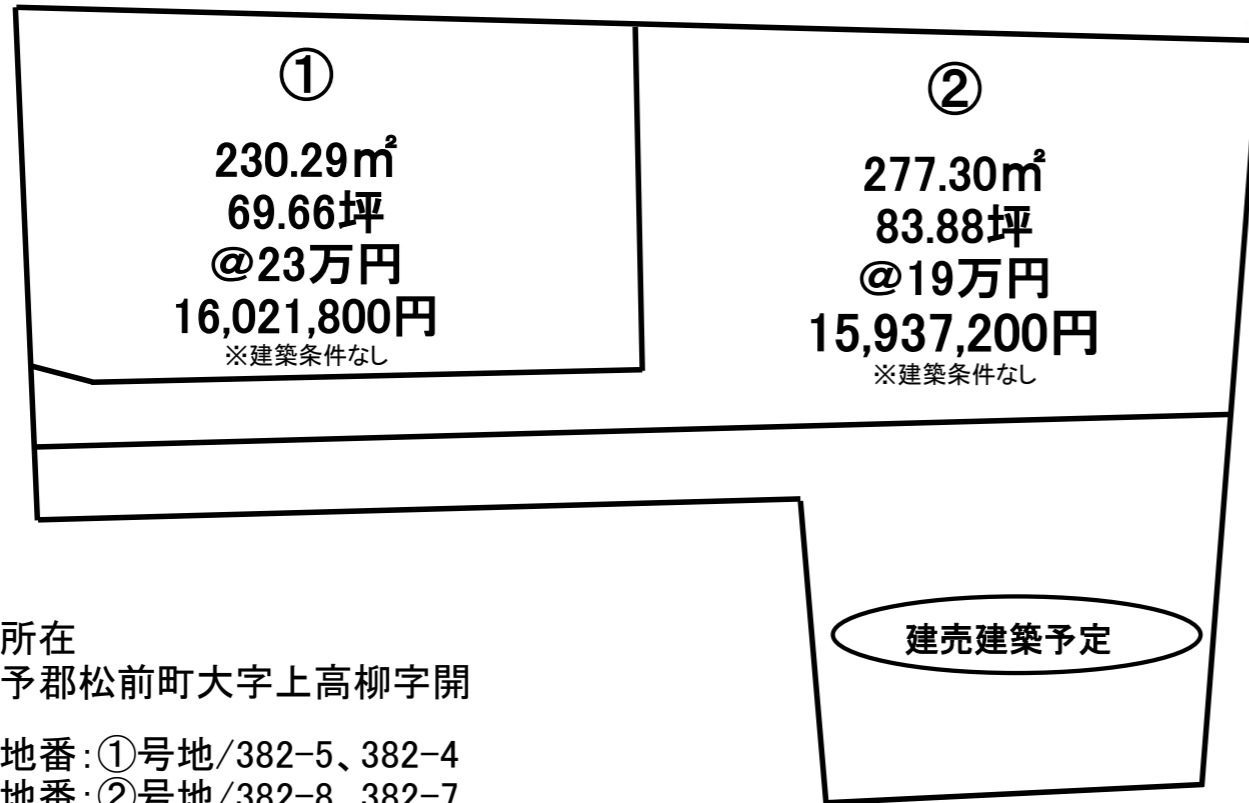 ①
230.29㎡
69.66坪
@23万円
16,021,800円
※建築条件なし
②
277.30㎡
83.88坪
@19万円
15,937,200円
※建築条件なし
建売建築予定
所在
予郡松前町大字上高柳字開
地番:①号地/382-5、382-4
地番:②号地/382-8、382-7